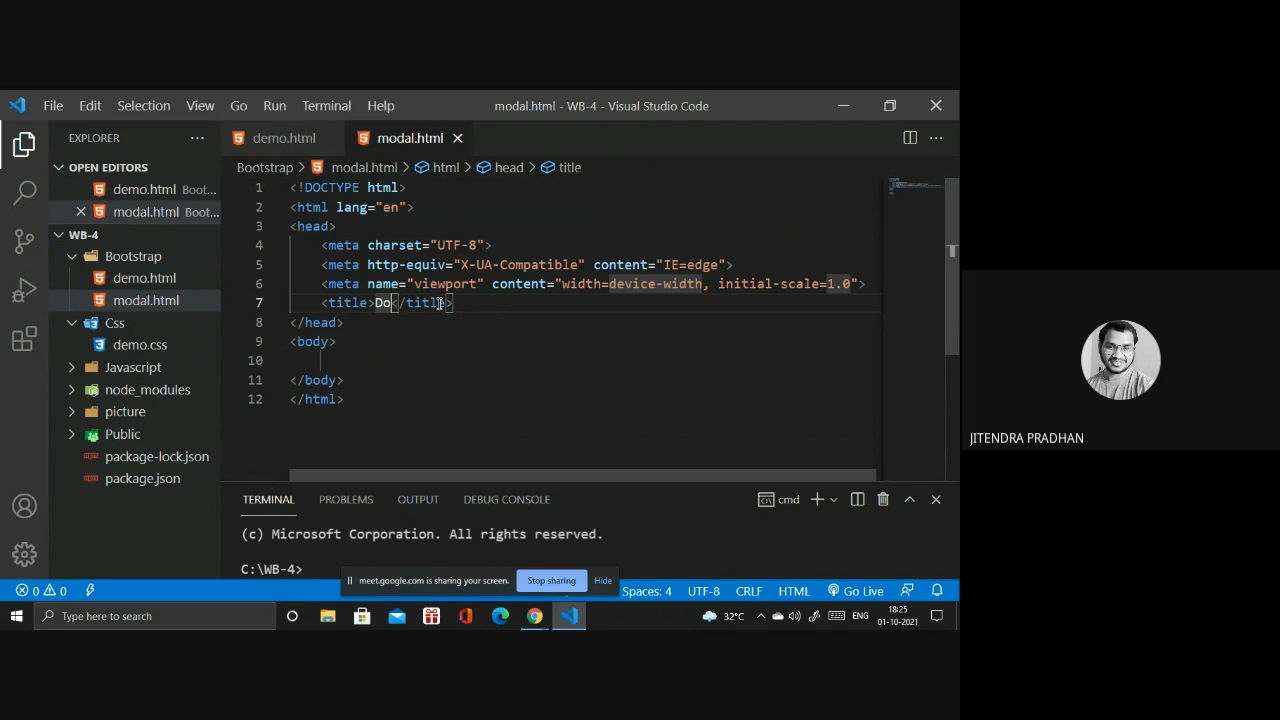 File Edit Selection View Go Run Terminal Help modal.html - WB-4 - Visual Studio Code
EXPLORER
OPEN EDITORS
demo.html Boot...
modal.html Boot...
WB-4
Bootstrap
demo.html
modal.html
Css
demo.css
Javascript
node_modules
picture
Public
package-lock.json
package.json
demo.html modal.html
Bootstrap > modal.html > html > head > title
1 <!DOCTYPE html>
2 <html lang="en">
3 <head>
4 <meta charset="UTF-8">
5 <meta http-equiv="X-UA-Compatible" content="IE=edge">
6 <meta name="viewport" content="width=device-width, initial-scale=1.0">
7 <title>Do</title>
8 </head>
9 <body>
10
11 </body>
12 </html>
TERMINAL PROBLEMS OUTPUT DEBUG CONSOLE cmd
(c) Microsoft Corporation. All rights reserved.
C:\WB-4>
meet.google.com is sharing your screen. Stop sharing Hide
0 0 Spaces: 4 UTF-8 CRLF HTML Go Live
Type here to search 32°C ENG 18:25
01-10-2021
JITENDRA PRADHAN